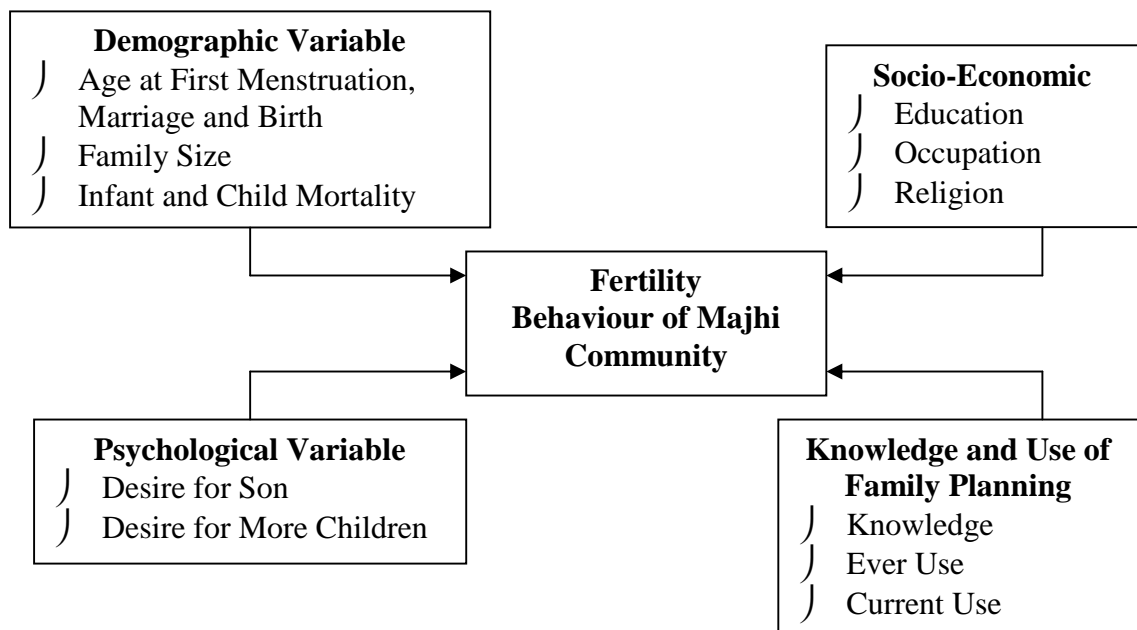 Demographic Variable
⌡ Age at First Menstruation,
Marriage and Birth
⌡ Family Size
⌡ Infant and Child Mortality
Socio-Economic
⌡ Education
⌡ Occupation
⌡ Religion
Fertility
Behaviour of Majhi
Community
Psychological Variable
⌡ Desire for Son
⌡ Desire for More Children
Knowledge and Use of
Family Planning
⌡ Knowledge
⌡ Ever Use
⌡ Current Use